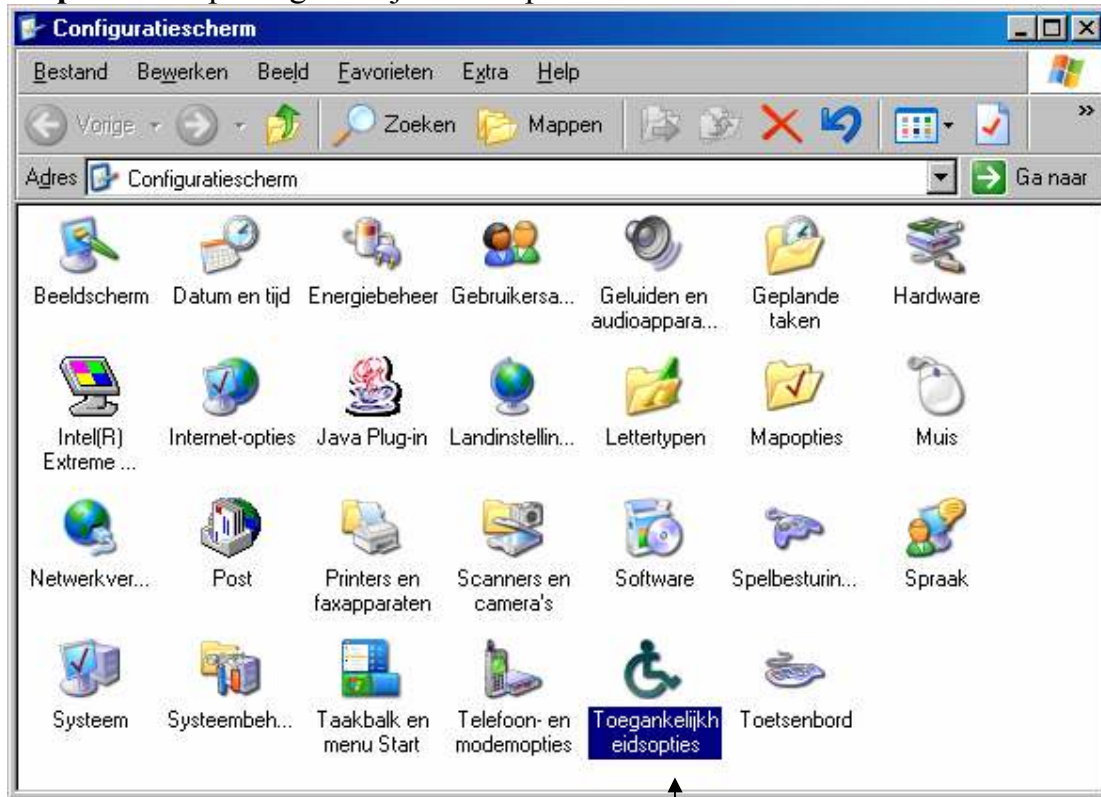 Configuratiescherm
Bestand Bewerken Beeld Favorieten Extra Help
Vorige Zoeken Mappen »
Adres Configuratiescherm Ga naar
Beeldscherm Datum en tijd Energiebeheer Gebruikersa... Geluiden en audioappara... Geplande taken Hardware
Intel(R) Extreme ... Internet-opties Java Plug-in Landinstellin... Lettertypen Mapopties Muis
Netwerkver... Post Printers en faxapparaten Scanners en camera's Software Spelbesturin... Spraak
Systeem Systeembeh... Taakbalk en menu Start Telefoon- en modemopties Toegankelijkh eidsopties Toetsenbord